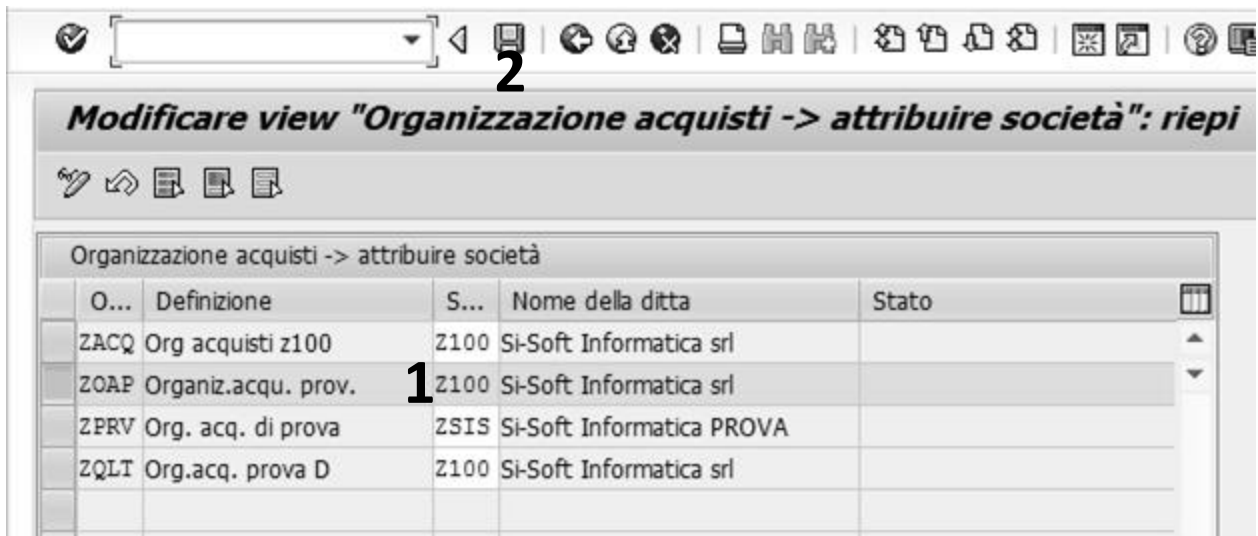 2
Modificare view "Organizzazione acquisti -> attribuire società": riepi
Organizzazione acquisti -> attribuire società
O... Definizione S... Nome della ditta Stato
ZACQ Org acquisti z100 Z100 Si-Soft Informatica srl
ZOAP Organiz.acqu. prov. 1 Z100 Si-Soft Informatica srl
ZPRV Org. acq. di prova ZSIS Si-Soft Informatica PROVA
ZQLT Org.acq. prova D Z100 Si-Soft Informatica srl